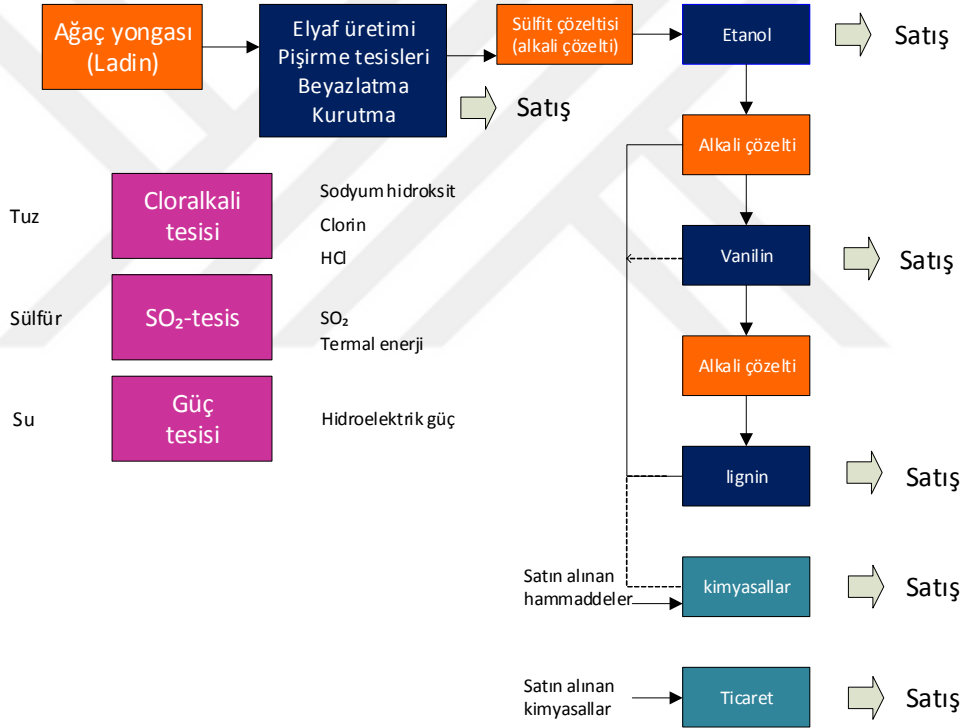 Ağaç yongası
(Ladin)
Elyaf üretimi
Pişirme tesisleri
Beyazlatma
Kurutma
Satış
Sülfit çözeltisi
(alkali çözelti)
Etanol
Satış
Alkali çözelti
Vanilin
Satış
Alkali çözelti
lignin
Satış
Satın alınan
hammaddeler
kimyasallar
Satış
Satın alınan
kimyasallar
Ticaret
Satış
Tuz
Cloralkali
tesisi
Sodyum hidroksit
Clorin
HCl
Sülfür
SO₂-tesis
SO₂
Termal enerji
Su
Güç
tesisi
Hidroelektrik güç